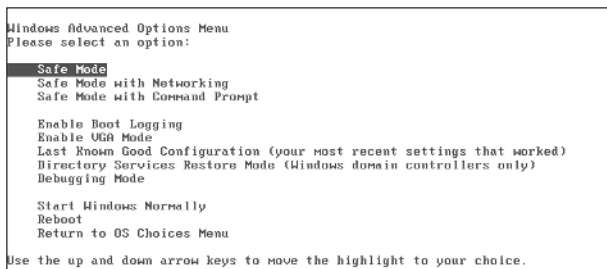 Windows Advanced Options Menu
Please select an option:
Safe Mode
Safe Mode with Networking
Safe Mode with Command Prompt
Enable Boot Logging
Enable VGA Mode
Last Known Good Configuration (your most recent settings that worked)
Directory Services Restore Mode (Windows domain controllers only)
Debugging Mode
Start Windows Normally
Reboot
Return to OS Choices Menu
Use the up and down arrow keys to move the highlight to your choice.